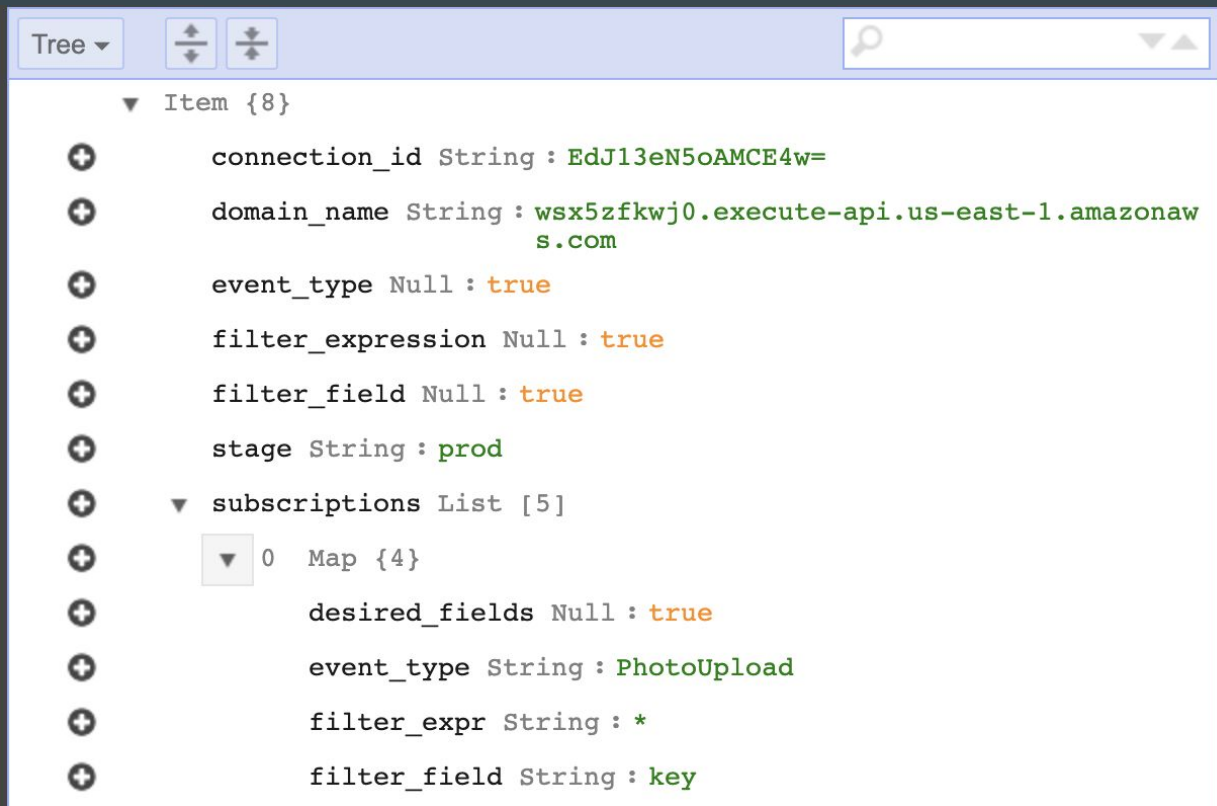 Tree
Item {8}
connection_id String : EdJ13eN5oAMCE4w=
domain_name String : wsx5zfkwj0.execute-api.us-east-1.amazonaw
s.com
event_type Null : true
filter_expression Null : true
filter_field Null : true
stage String : prod
subscriptions List [5]
0 Map {4}
desired_fields Null : true
event_type String : PhotoUpload
filter_expr String : *
filter_field String : key